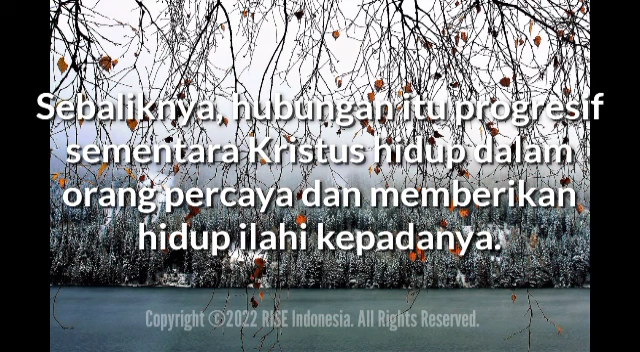 Sebaliknya, hubungan itu progresif
sementara Kristus hidup dalam
orang percaya dan memberikan
hidup ilahi kepadanya.
Copyright ©2022 RISE Indonesia. All Rights Reserved.